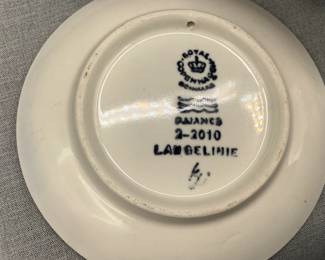 ROYAL
COPENHAGEN
DENMARK
FAJANCE
2-2010
LANGELINIE